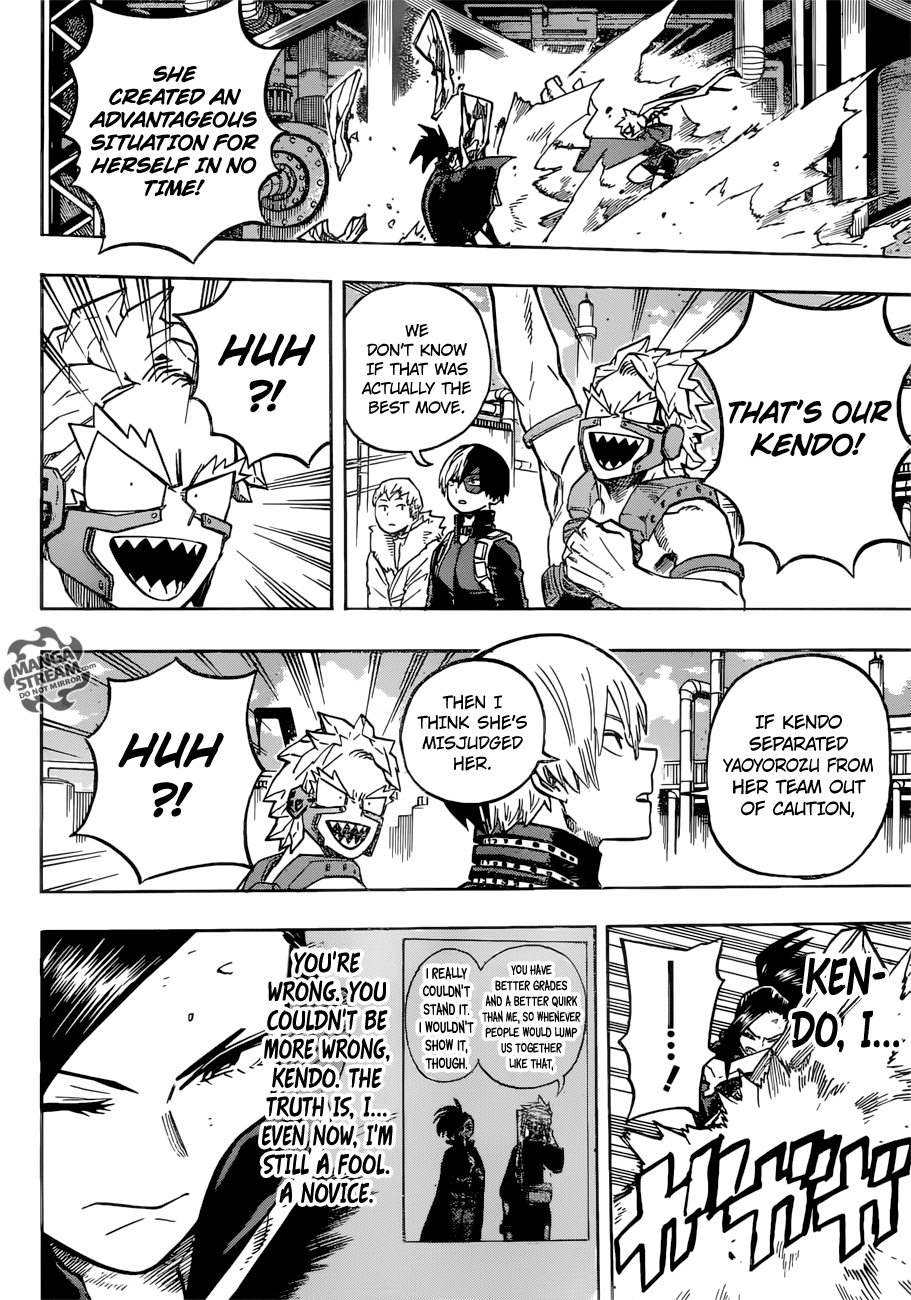 SHE
CREATED AN
ADVANTAGEOUS
SITUATION FOR
HERSELF IN NO
TIME!
THAT'S OUR
KENDO!
WE
DON'T KNOW
IF THAT WAS
ACTUALLY THE
BEST MOVE.
HUH
?!
IF KENDO
SEPARATED
YAOYOROZU FROM
HER TEAM OUT
OF CAUTION,
THEN I
THINK SHE'S
MISJUDGED
HER.
HUH
?!
MANGA
STREAM.com
DO NOT MIRROR
KEN-
DO, I...
...!
ガガガ
YOU HAVE
BETTER GRADES
AND A BETTER QUIRK
THAN ME, SO WHENEVER
PEOPLE WOULD LUMP
US TOGETHER
LIKE THAT,
I REALLY
COULDN'T
STAND IT.
I WOULDN'T
SHOW IT,
THOUGH.
YOU'RE
WRONG. YOU
COULDN'T BE
MORE WRONG,
KENDO. THE
TRUTH IS, I...
EVEN NOW, I'M
STILL A FOOL.
A NOVICE.